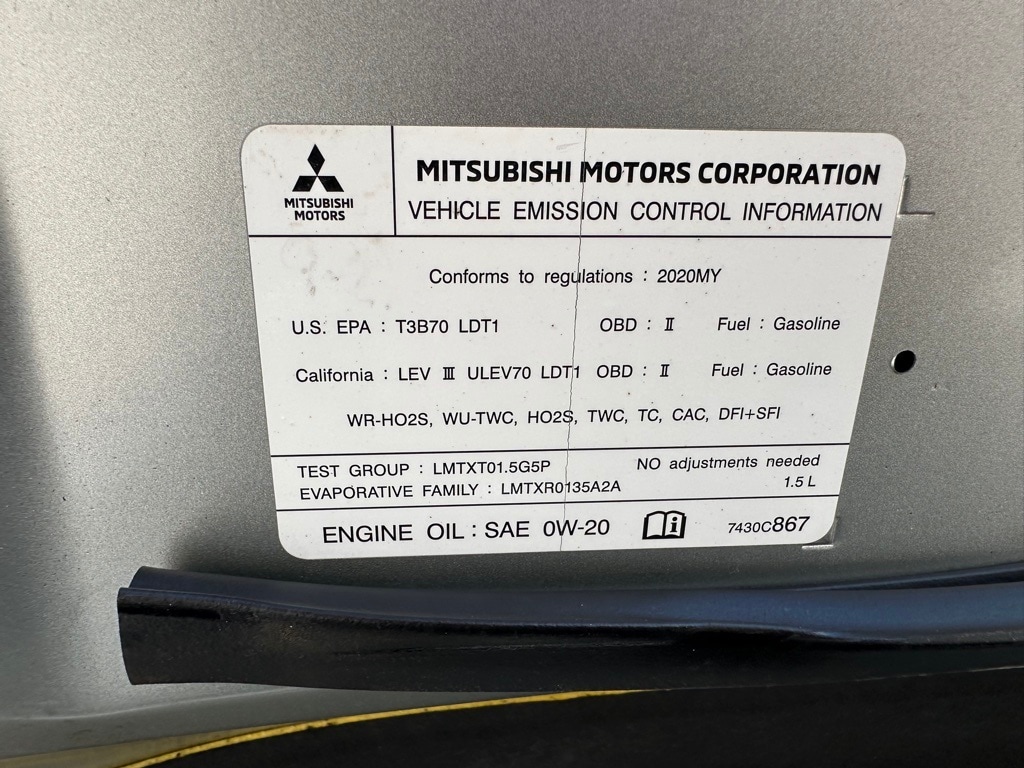 MITSUBISHI
MOTORS
MITSUBISHI MOTORS CORPORATION
VEHICLE EMISSION CONTROL INFORMATION
Conforms to regulations : 2020MY
U.S. EPA : T3B70 LDT1 OBD : Ⅱ Fuel : Gasoline
California : LEV Ⅲ ULEV70 LDT1 OBD : Ⅱ Fuel : Gasoline
WR-HO2S, WU-TWC, HO2S, TWC, TC, CAC, DFI+SFI
TEST GROUP : LMTXT01.5G5P NO adjustments needed
EVAPORATIVE FAMILY : LMTXR0135A2A 1.5 L
ENGINE OIL : SAE 0W-20 7430C867